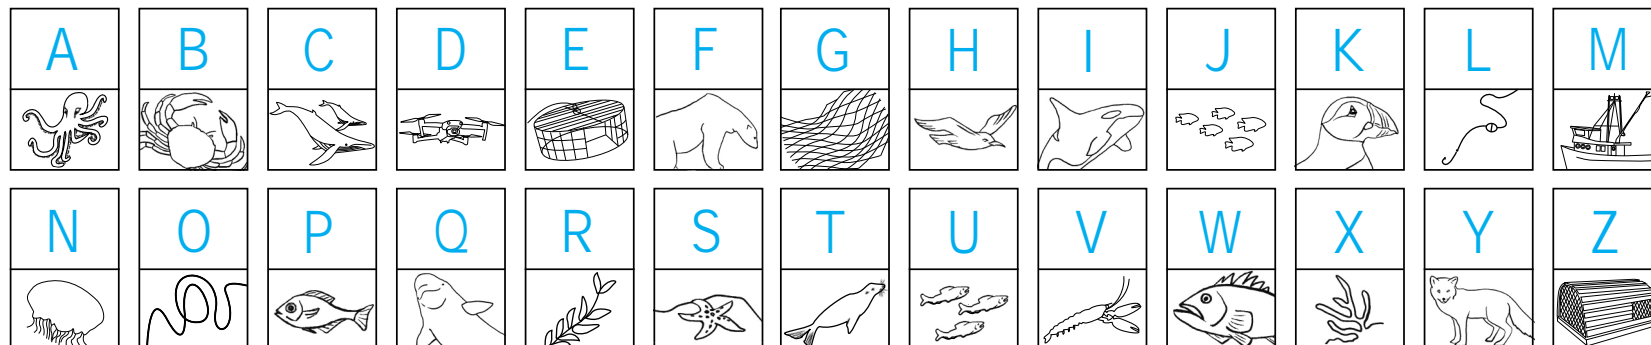 A B C D E F G H I J K L M
N O P Q R S T U V W X Y Z